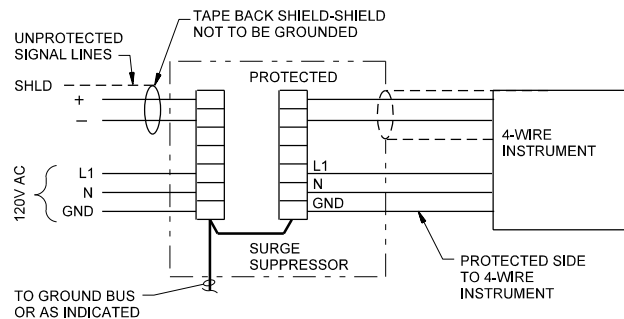 TAPE BACK SHIELD-SHIELD
NOT TO BE GROUNDED
UNPROTECTED
SIGNAL LINES
PROTECTED
SHLD
+
−
4-WIRE
INSTRUMENT
120V AC
L1
N
GND
L1
N
GND
SURGE
SUPPRESSOR
PROTECTED SIDE
TO 4-WIRE
INSTRUMENT
TO GROUND BUS
OR AS INDICATED